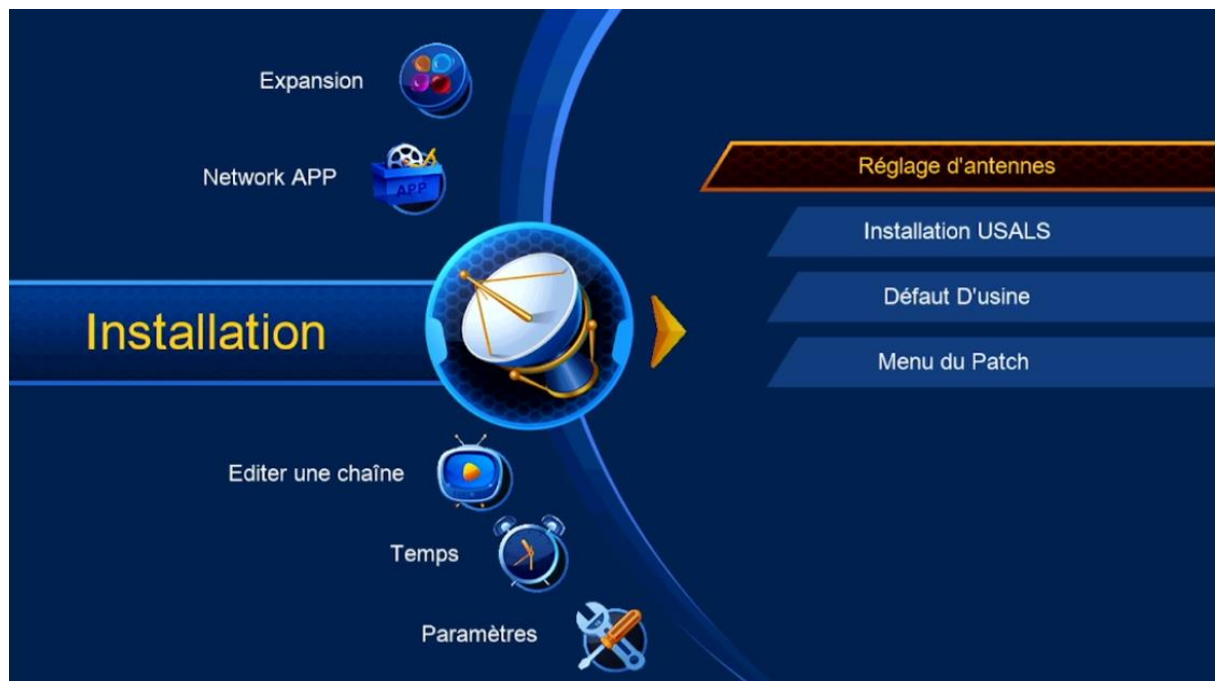 Expansion
Network APP
APP
Installation
Editer une chaîne
Temps
Paramètres
Réglage d'antennes
Installation USALS
Défaut D'usine
Menu du Patch